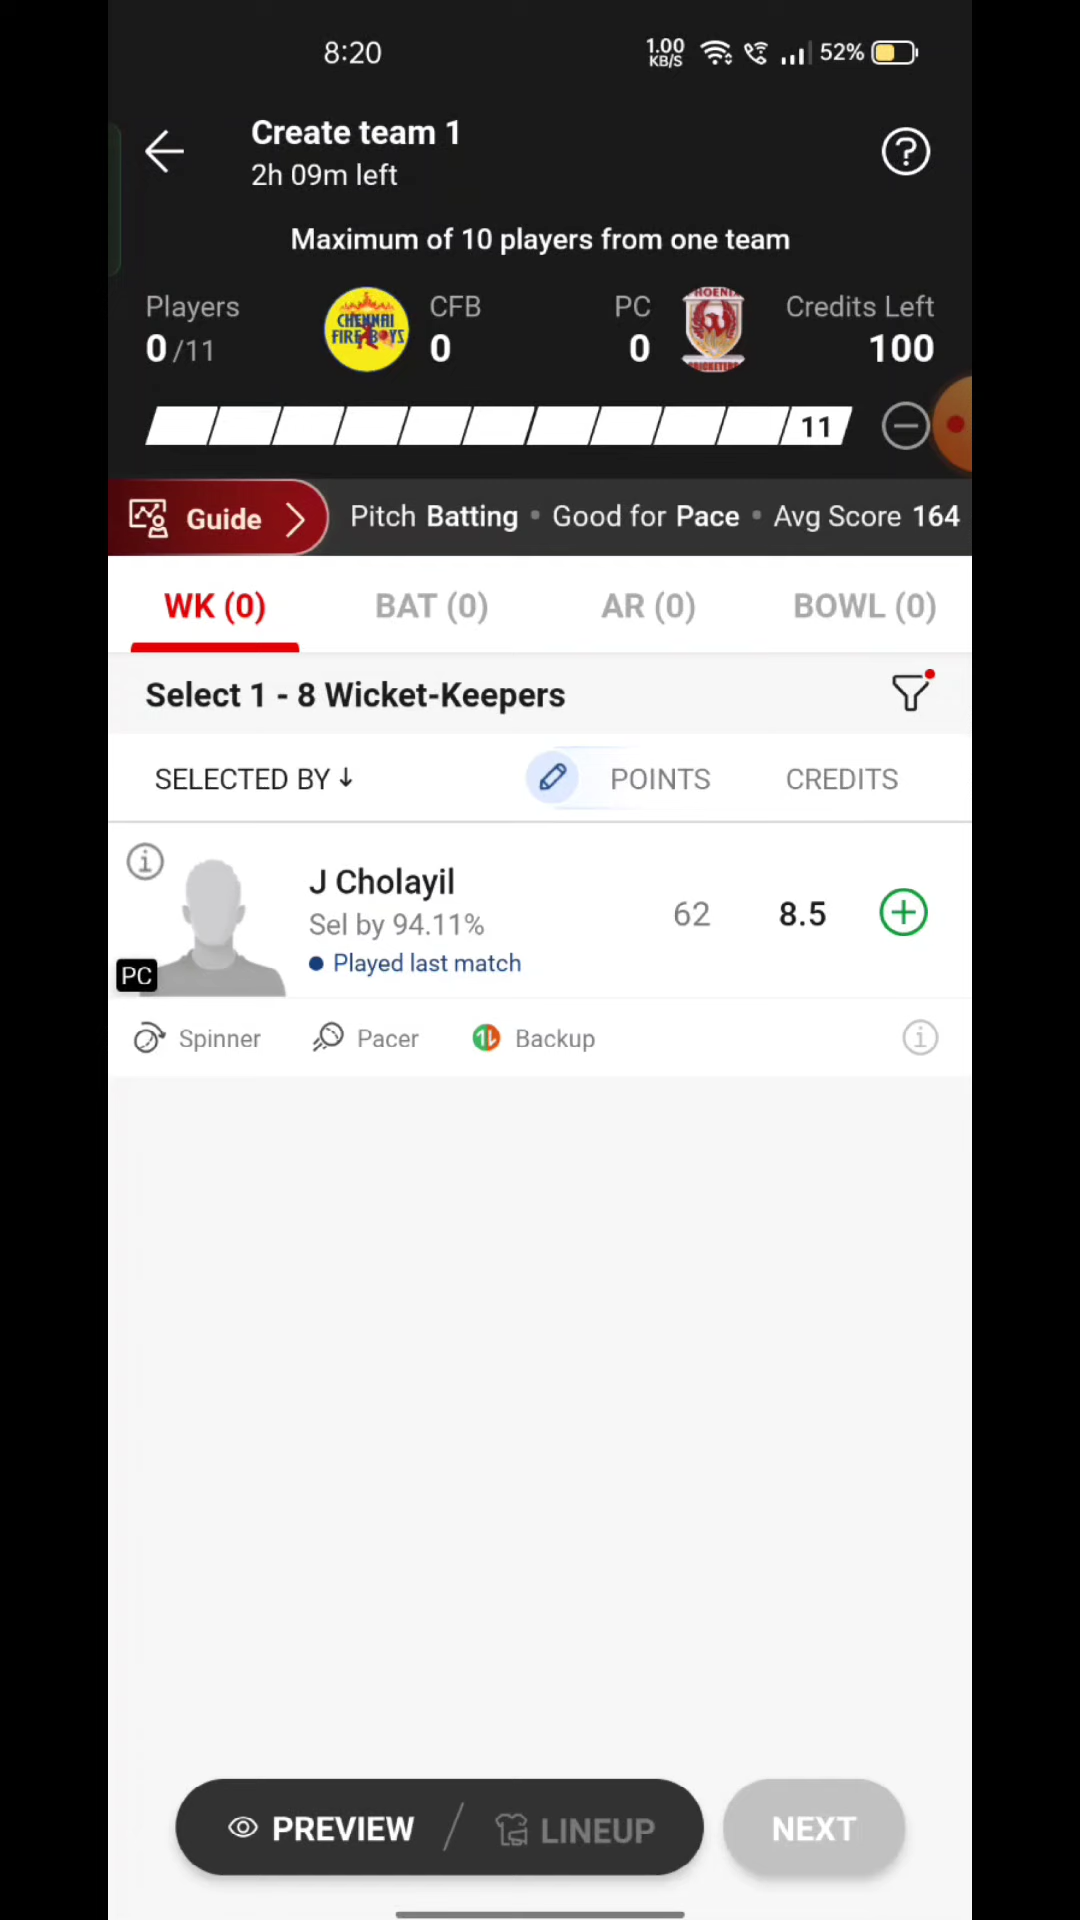 8:20
1.00 KB/S
52%
Create team 1
2h 09m left
Maximum of 10 players from one team
Players
0/11
CHENNAI
FIRE BOYS
CFB
0
PC
0
Credits Left
100
11
Guide
Pitch Batting • Good for Pace • Avg Score 164
WK (0)
BAT (0)
AR (0)
BOWL (0)
Select 1 - 8 Wicket-Keepers
SELECTED BY ↓
POINTS
CREDITS
J Cholayil
Sel by 94.11%
• Played last match
PC
62
8.5
Spinner
Pacer
Backup
PREVIEW
LINEUP
NEXT